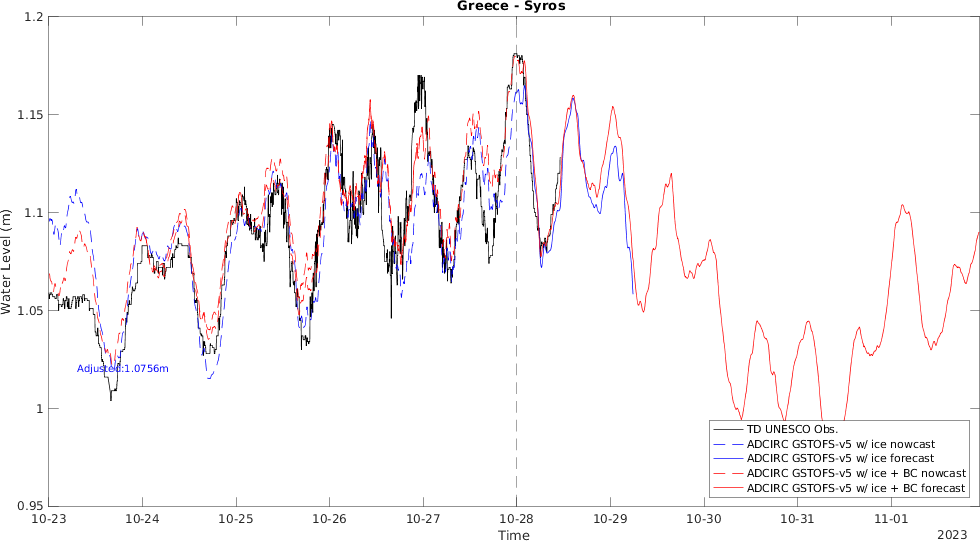 Greece - Syros
1.2
1.15
1.1
1.05
1
0.95
Water Level (m)
Adjusted:1.0756m
TD UNESCO Obs.
ADCIRC GSTOFS-v5 w/ ice nowcast
ADCIRC GSTOFS-v5 w/ ice forecast
ADCIRC GSTOFS-v5 w/ ice + BC nowcast
ADCIRC GSTOFS-v5 w/ ice + BC forecast
10-23 10-24 10-25 10-26 10-27 10-28 10-29 10-30 10-31 11-01
Time
2023